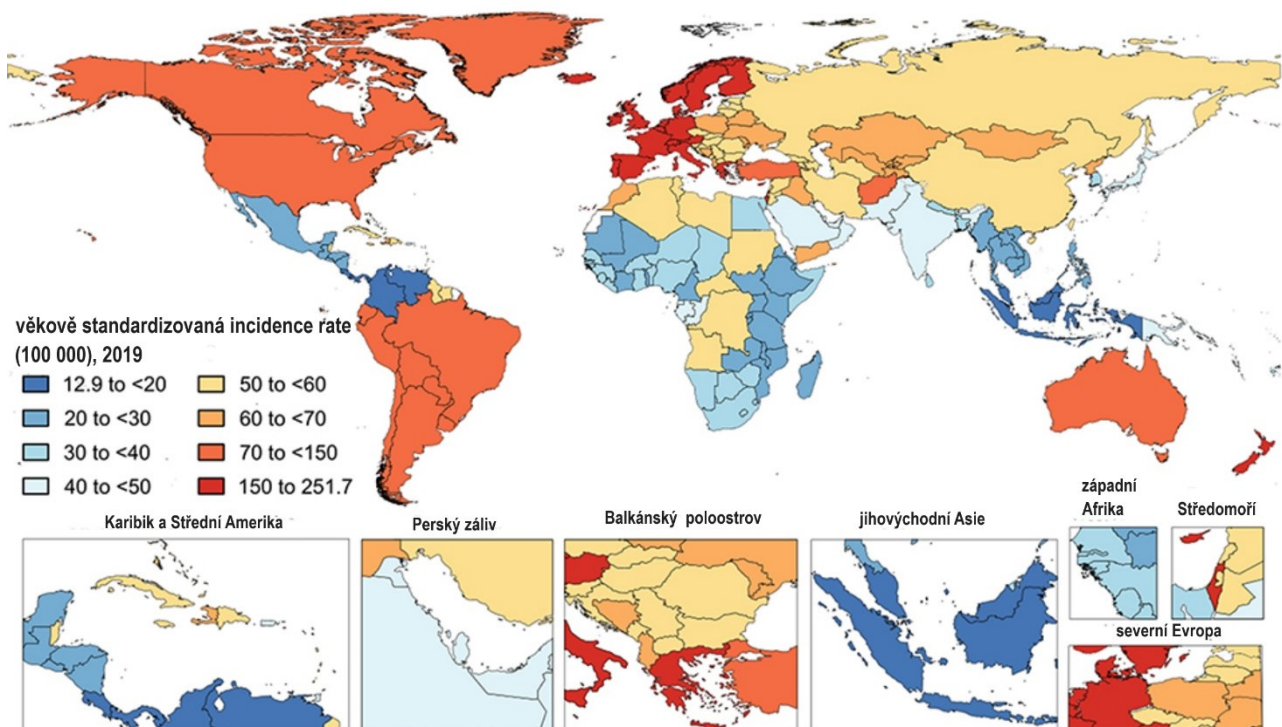 věkově standardizovaná incidence rate
(100 000), 2019
12.9 to <20
20 to <30
30 to <40
40 to <50
50 to <60
60 to <70
70 to <150
150 to 251.7
Karibik a Střední Amerika
Perský záliv
Balkánský poloostrov
jihovýchodní Asie
západní
Afrika
Středomoří
severní Evropa